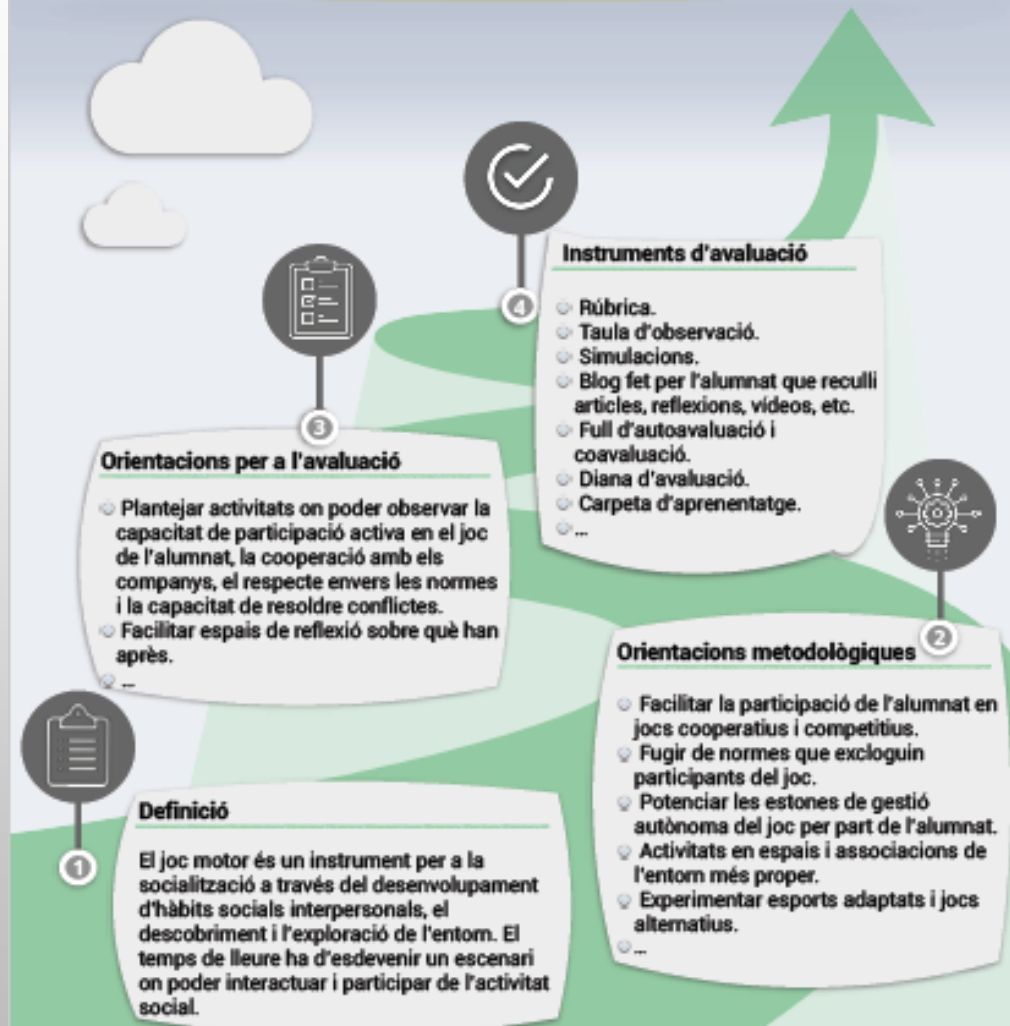 4
Instruments d'avaluació
Rúbrica.
Taula d'observació.
Simulacions.
Blog fet per l'alumnat que reculli
articles, reflexions, vídeos, etc.
Full d'autoavaluació i
coavaluació.
Diana d'avaluació.
Carpeta d'aprenentatge.
...
3
Orientacions per a l'avaluació
Plantejar activitats on poder observar la
capacitat de participació activa en el joc
de l'alumnat, la cooperació amb els
companys, el respecte envers les normes
i la capacitat de resoldre conflictes.
Facilitar espais de reflexió sobre què han
après.
...
2
Orientacions metodològiques
Facilitar la participació de l'alumnat en
jocs cooperatius i competitius.
Fugir de normes que excloguin
participants del joc.
Potenciar les estones de gestió
autònoma del joc per part de l'alumnat.
Activitats en espais i associacions de
l'entorn més proper.
Experimentar esports adaptats i jocs
alternatius.
...
1
Definició
El joc motor és un instrument per a la
socialització a través del desenvolupament
d'hàbits socials interpersonals, el
descobriment i l'exploració de l'entorn. El
temps de lleure ha d'esdevenir un escenari
on poder interactuar i participar de l'activitat
social.